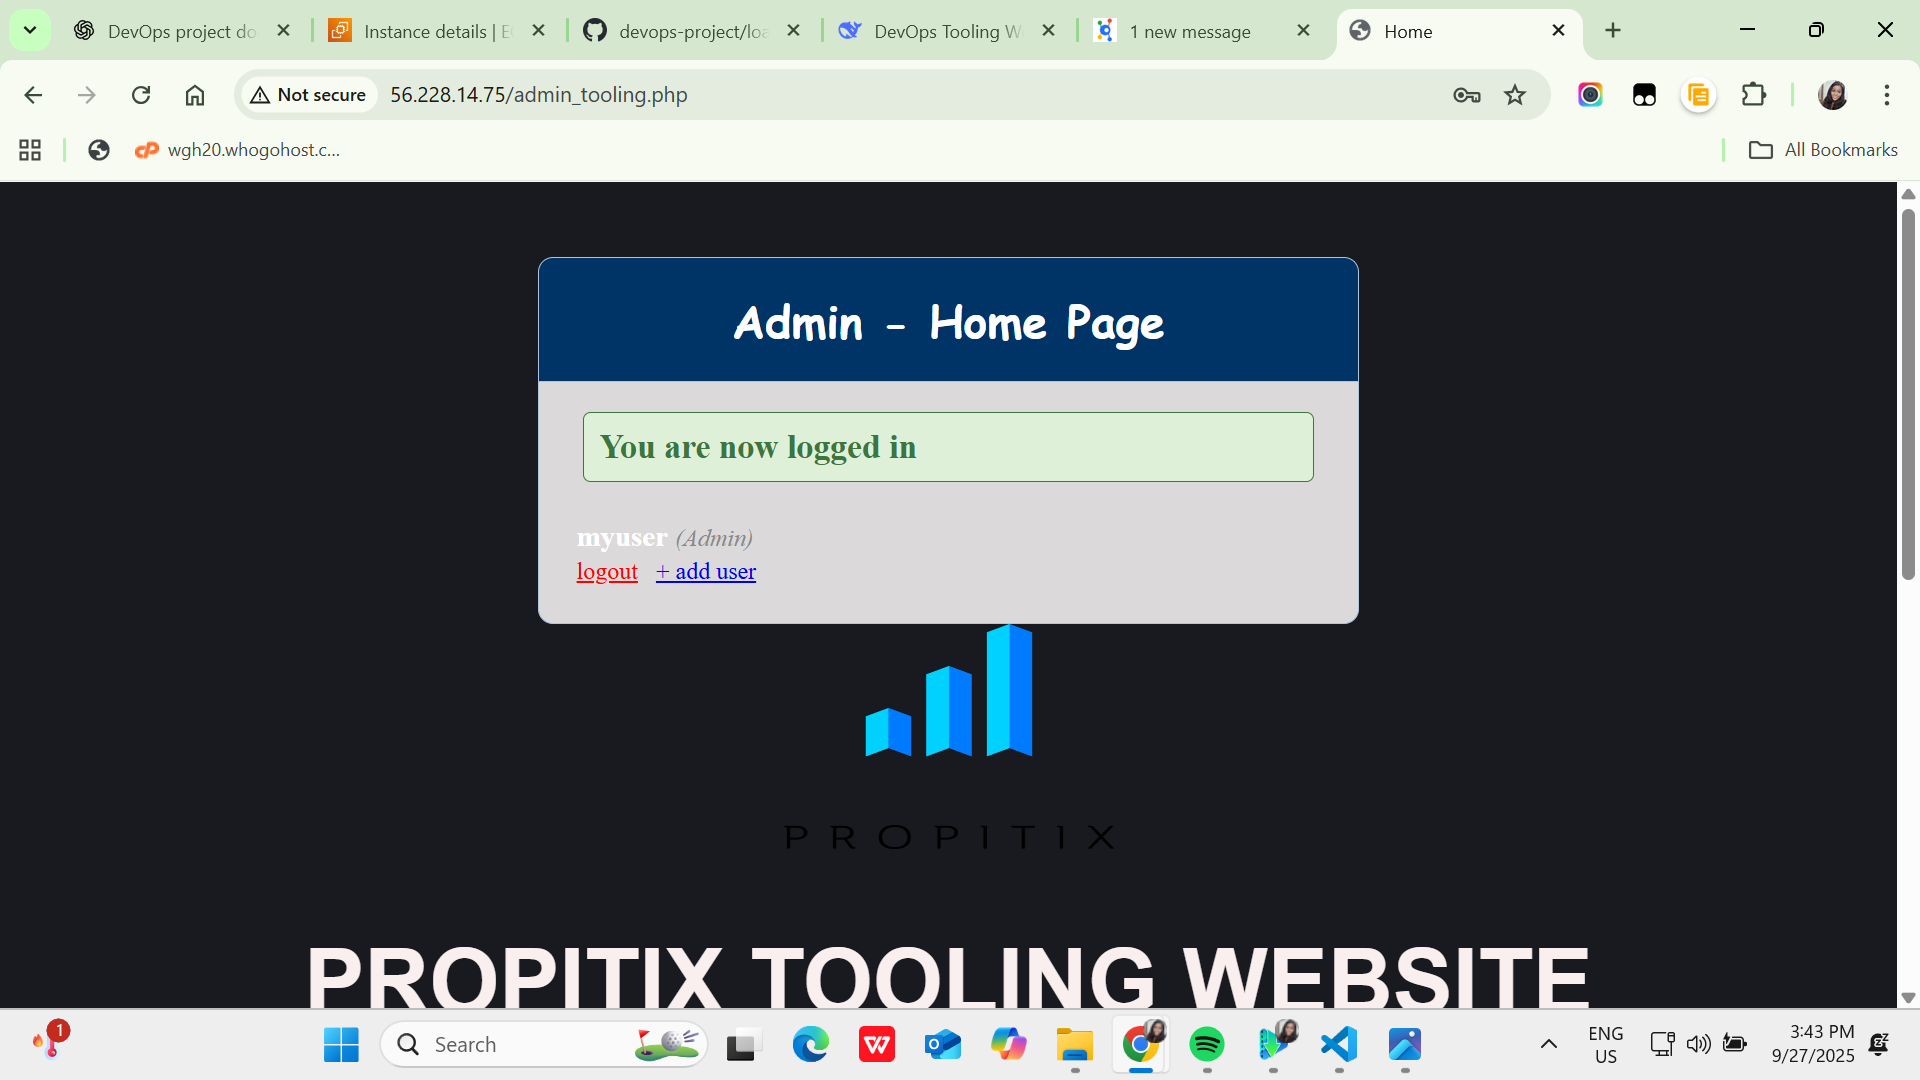 DevOps project do
Instance details | E
devops-project/loa
DevOps Tooling W
1 new message
Home
Not secure
56.228.14.75/admin_tooling.php
wgh20.whogohost.c...
All Bookmarks
Admin - Home Page
You are now logged in
myuser (Admin)
logout + add user
PROPITIX
PROPITIX TOOLING WEBSITE
1
Search
ENG
US
3:43 PM
9/27/2025